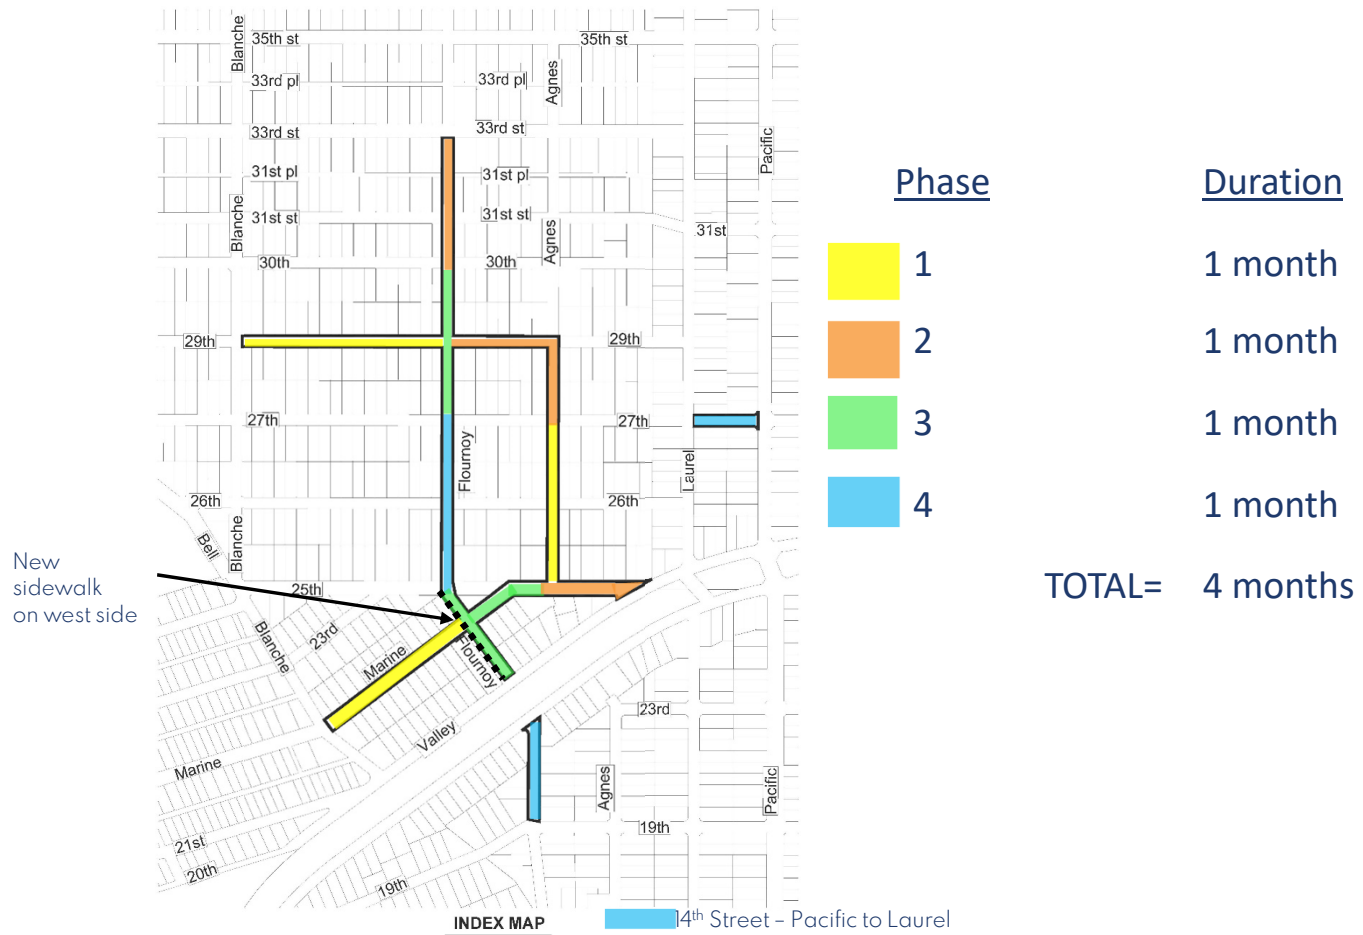 Blanche
35th st
35th st
33rd pl
33rd pl
Agnes
33rd st
33rd st
Pacific
31st pl
31st pl
Blanche
31st st
31st st
Agnes
31st
30th
30th
29th
29th
27th
27th
Flournoy
Laurel
26th
26th
Bell
Blanche
25th
New
sidewalk
on west side
23rd
Blanche
Marine
Flournoy
Valley
23rd
Marine
Agnes
Pacific
19th
21st
20th
19th
INDEX MAP
14th Street – Pacific to Laurel
Phase Duration
1 1 month
2 1 month
3 1 month
4 1 month
TOTAL= 4 months